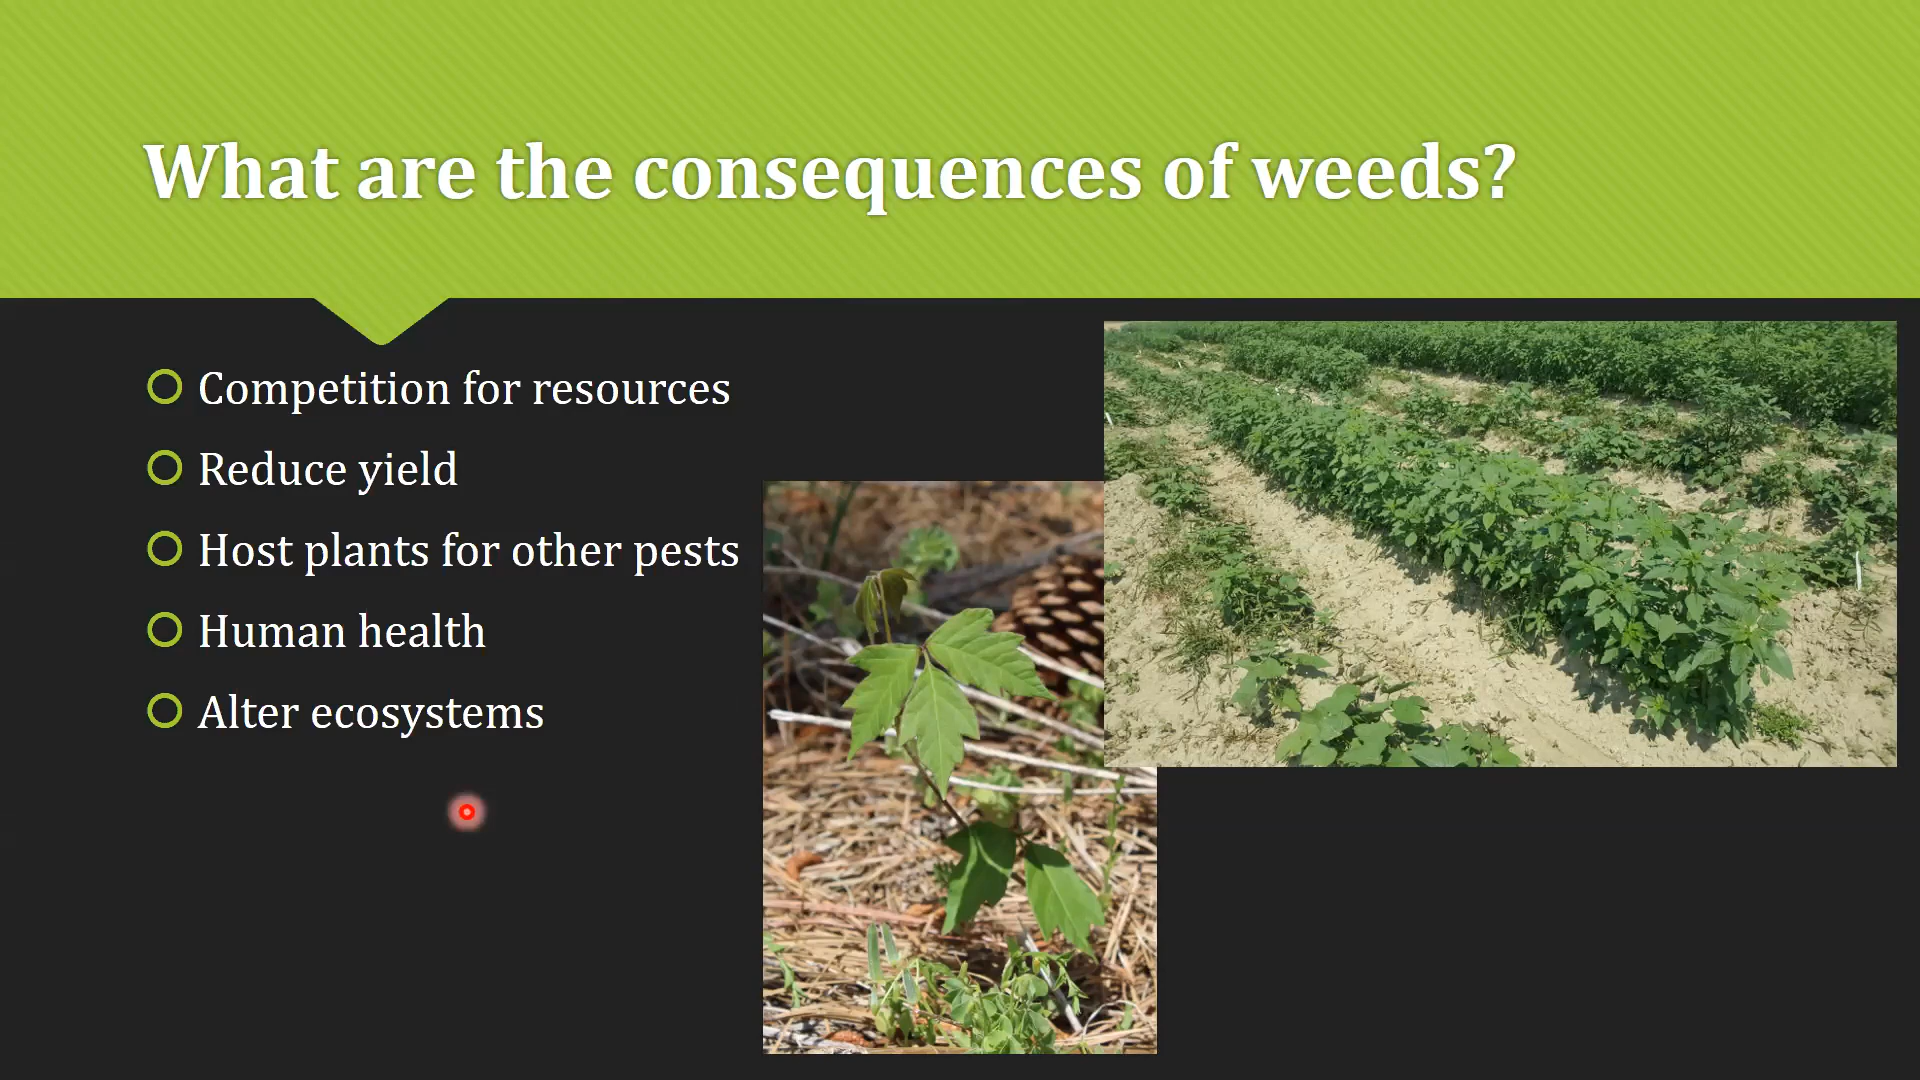 What are the consequences of weeds?
Competition for resources
Reduce yield
Host plants for other pests
Human health
Alter ecosystems